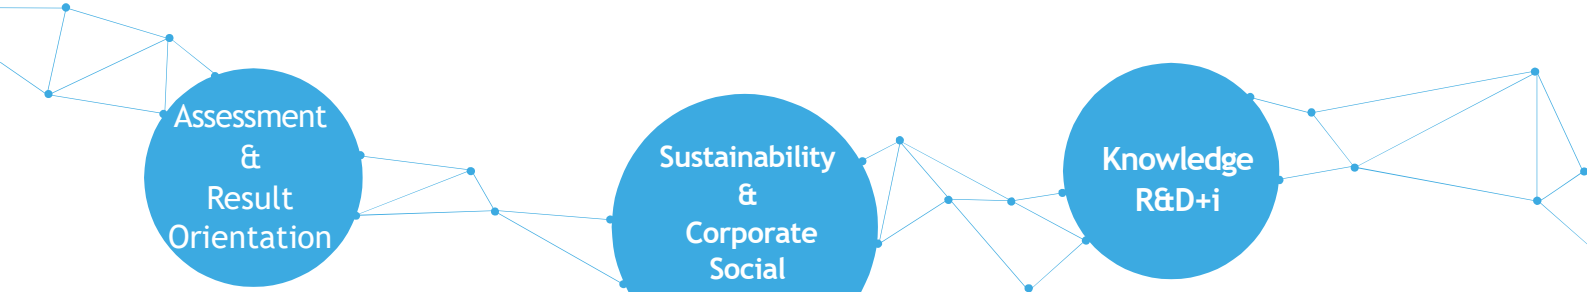 Assessment
&
Result
Orientation
Sustainability
&
Corporate
Social
Knowledge
R&D+i